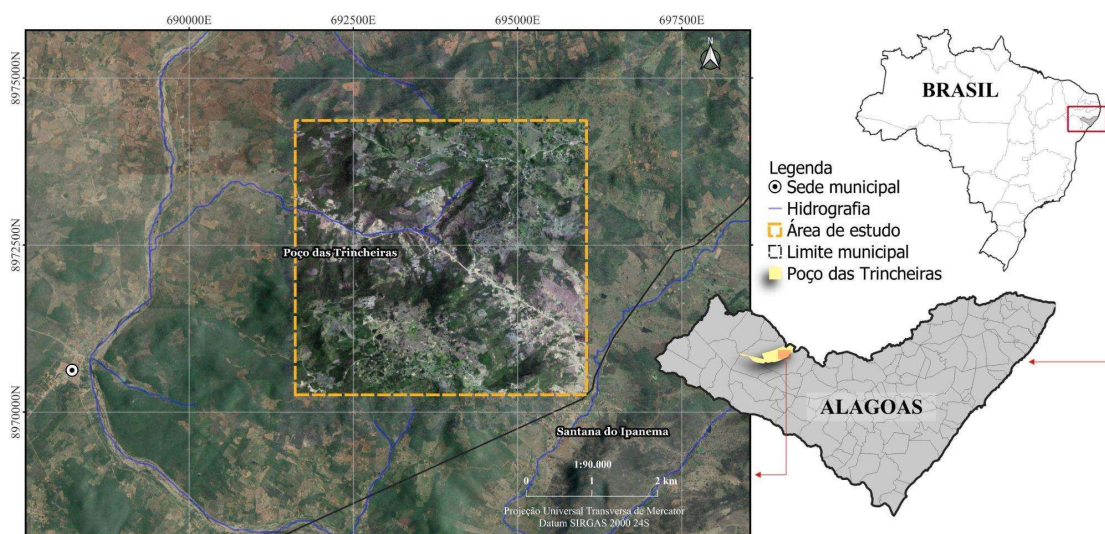 690000E
692500E
695000E
697500E
8975000N
8972500N
8970000N
N
Poço das Trincheiras
Santana do Ipanema
1:90.000
0 1 2 km
Projeção Universal Transversa de Mercator
Datum SIRGAS 2000 24S
BRASIL
Legenda
Sede municipal
Hidrografia
Área de estudo
Limite municipal
Poço das Trincheiras
ALAGOAS